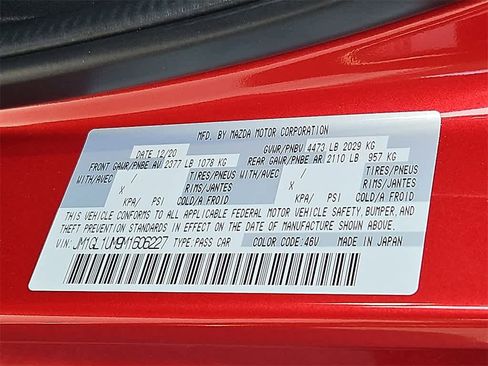 MFD. BY MAZDA MOTOR CORPORATION
DATE 12/20 GVWR/PNBV 4473 LB 2029 KG
FRONT GAWR/PNBE AV 2377 LB 1078 KG REAR GAWR/PNBE AR 2110 LB 957 KG
WITH/AVEC / TIRES/PNEUS WITH/AVEC / TIRES/PNEUS
X RIMS/JANTES X RIMS/JANTES
KPA/ PSI COLD/A FROID KPA/ PSI COLD/A FROID
THIS VEHICLE CONFORMS TO ALL APPLICABLE FEDERAL MOTOR VEHICLE SAFETY, BUMPER, AND
THEFT PREVENTION STANDARDS IN EFFECT ON THE DATE OF MANUFACTURE SHOWN ABOVE.
VIN: JM1GL1UM9M1606227 TYPE: PASS CAR COLOR CODE: 46V MADE IN JAPAN